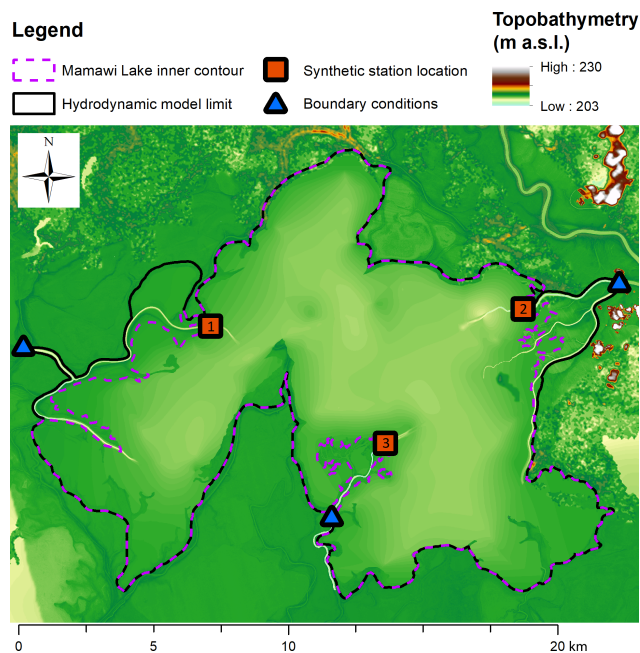 Legend
Mamawi Lake inner contour
Synthetic station location
Hydrodynamic model limit
Boundary conditions
Topobathymetry
(m a.s.l.)
High : 230
Low : 203
N
1
2
3
0 5 10 20 km